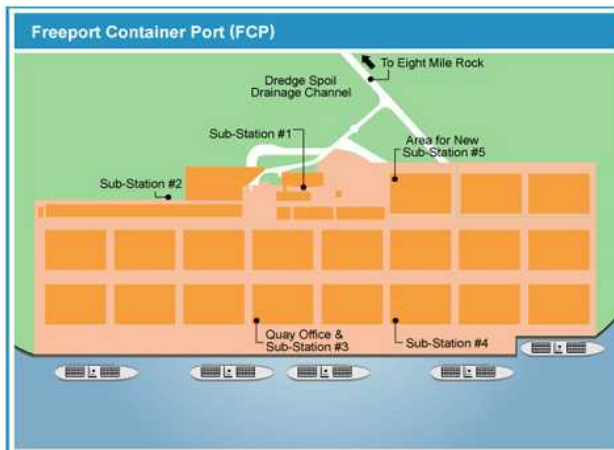 Freeport Container Port (FCP)
To Eight Mile Rock
Dredge Spoil
Drainage Channel
Sub-Station #1
Area for New
Sub-Station #5
Sub-Station #2
Quay Office &
Sub-Station #3
Sub-Station #4